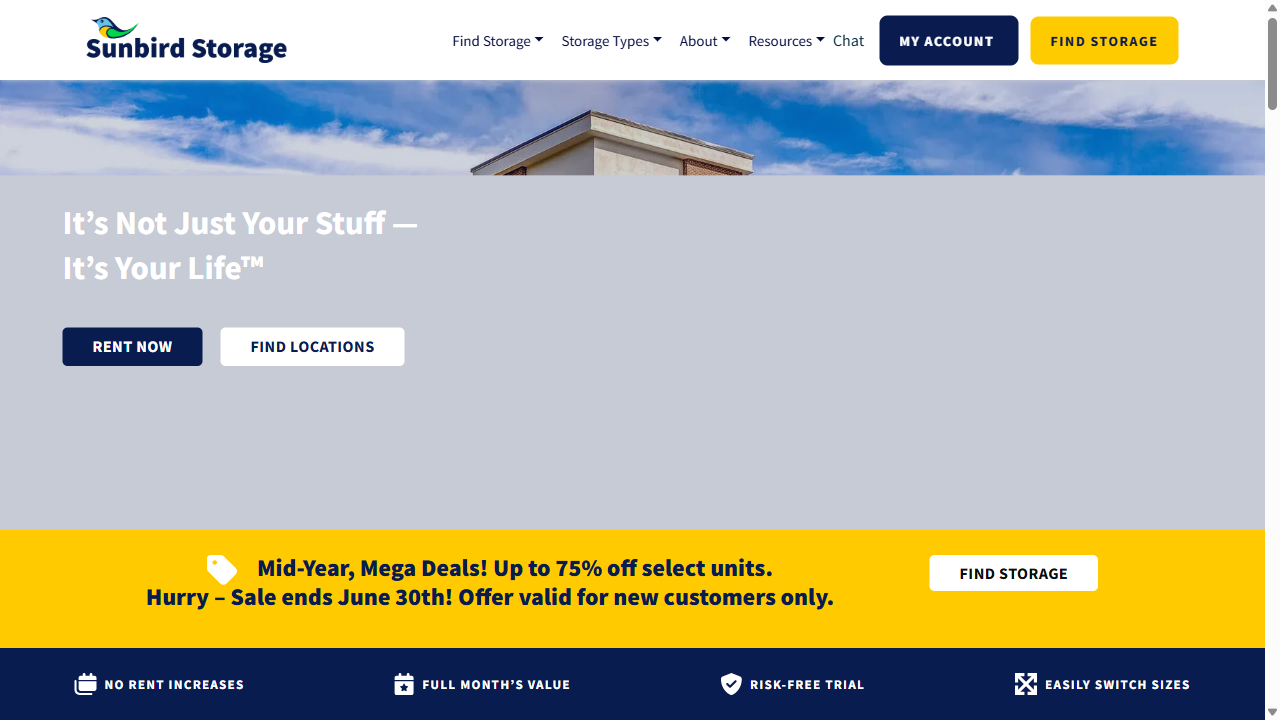 Sunbird Storage
Find Storage
Storage Types
About
Resources
Chat
MY ACCOUNT
FIND STORAGE
It’s Not Just Your Stuff —
It’s Your Life™
RENT NOW
FIND LOCATIONS
Mid-Year, Mega Deals! Up to 75% off select units.
Hurry – Sale ends June 30th! Offer valid for new customers only.
FIND STORAGE
NO RENT INCREASES
FULL MONTH’S VALUE
RISK-FREE TRIAL
EASILY SWITCH SIZES